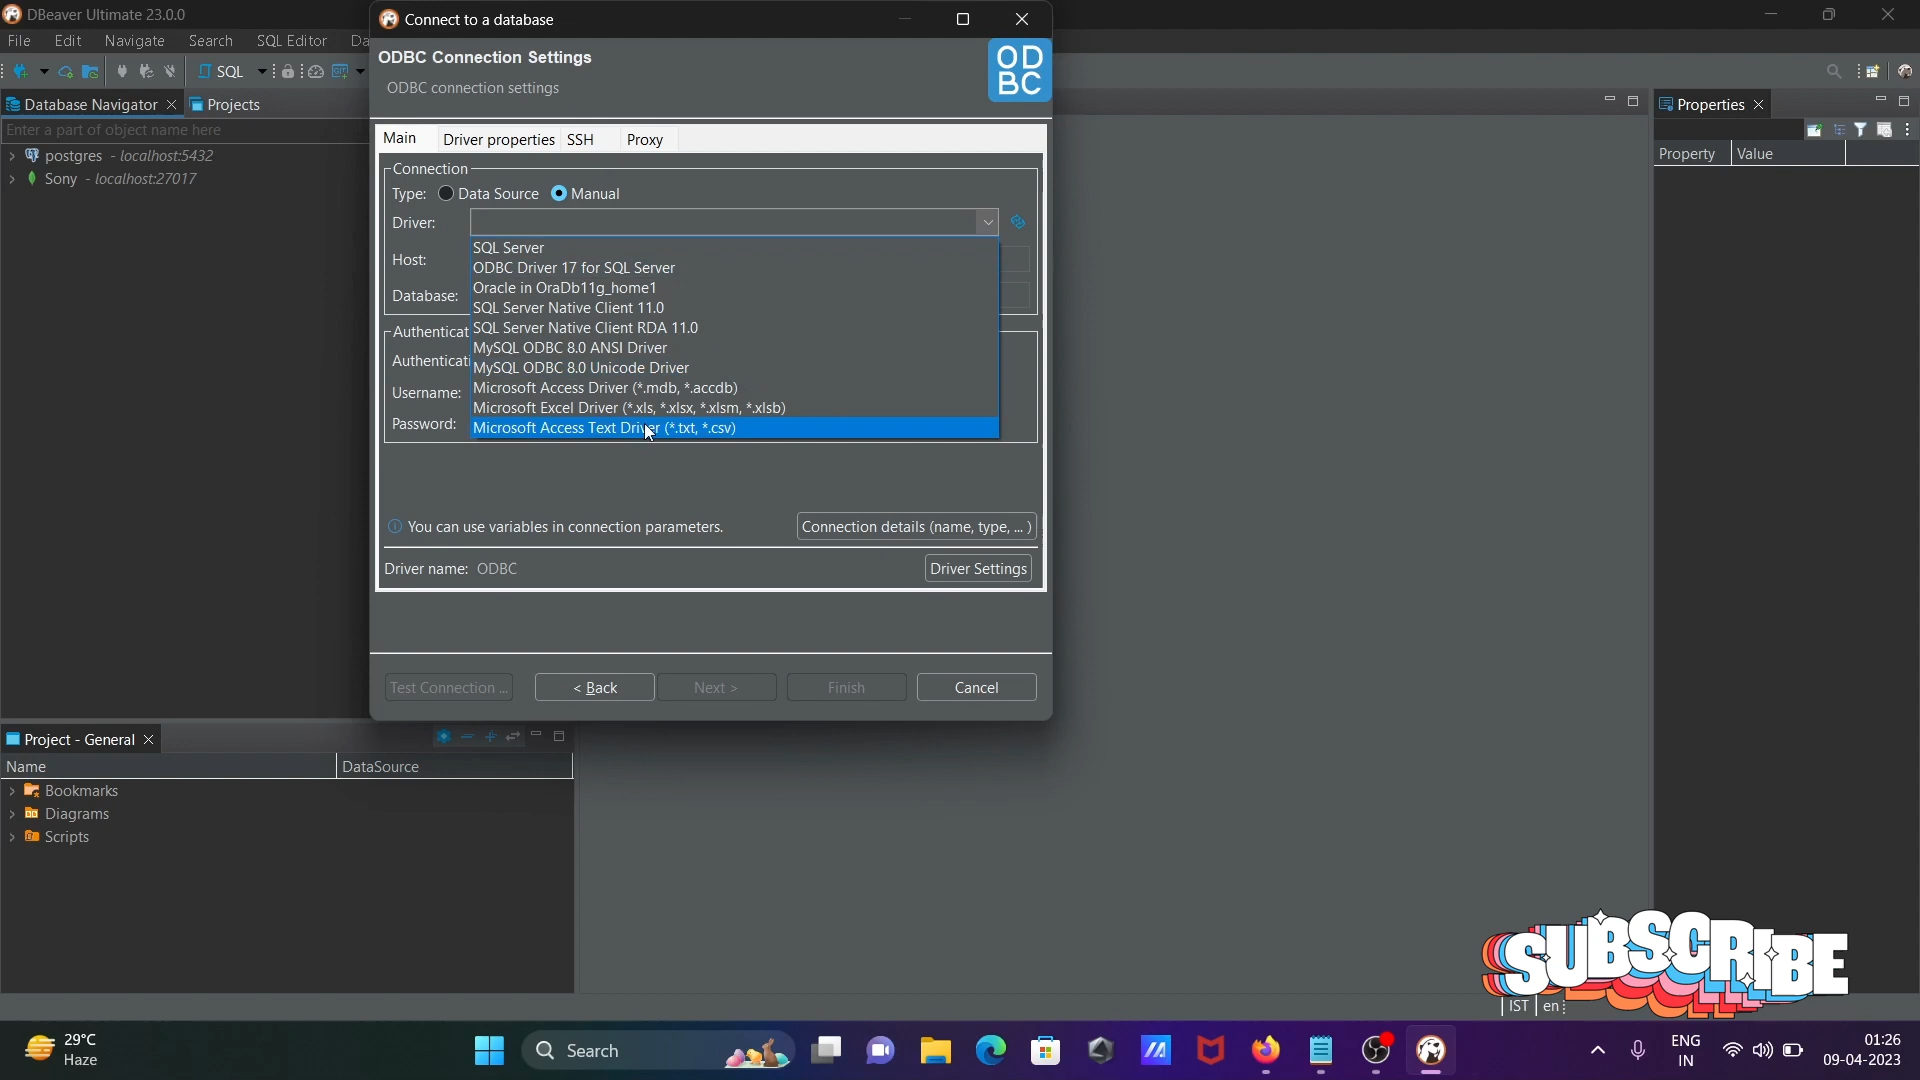 DBeaver Ultimate 23.0.0
File Edit Navigate Search SQL Editor Da
SQL
Database Navigator
Projects
Enter a part of object name here
postgres - localhost:5432
Sony - localhost:27017
Connect to a database
ODBC Connection Settings
ODBC connection settings
OD
BC
Main Driver properties SSH Proxy
Connection
Type: Data Source Manual
Driver:
SQL Server
ODBC Driver 17 for SQL Server
Oracle in OraDb11g_home1
SQL Server Native Client 11.0
SQL Server Native Client RDA 11.0
MySQL ODBC 8.0 ANSI Driver
MySQL ODBC 8.0 Unicode Driver
Microsoft Access Driver (*.mdb, *.accdb)
Microsoft Excel Driver (*.xls, *.xlsx, *.xlsm, *.xlsb)
Microsoft Access Text Driver (*.txt, *.csv)
Host:
Database:
Authenticat
Authenticati
Username:
Password:
You can use variables in connection parameters.
Connection details (name, type, ... )
Driver name: ODBC
Driver Settings
Test Connection ...
< Back
Next >
Finish
Cancel
Properties
Property Value
Project - General
Name DataSource
Bookmarks
Diagrams
Scripts
SUBSCRIBE
IST en
29°C
Haze
Search
ENG
IN
01:26
09-04-2023